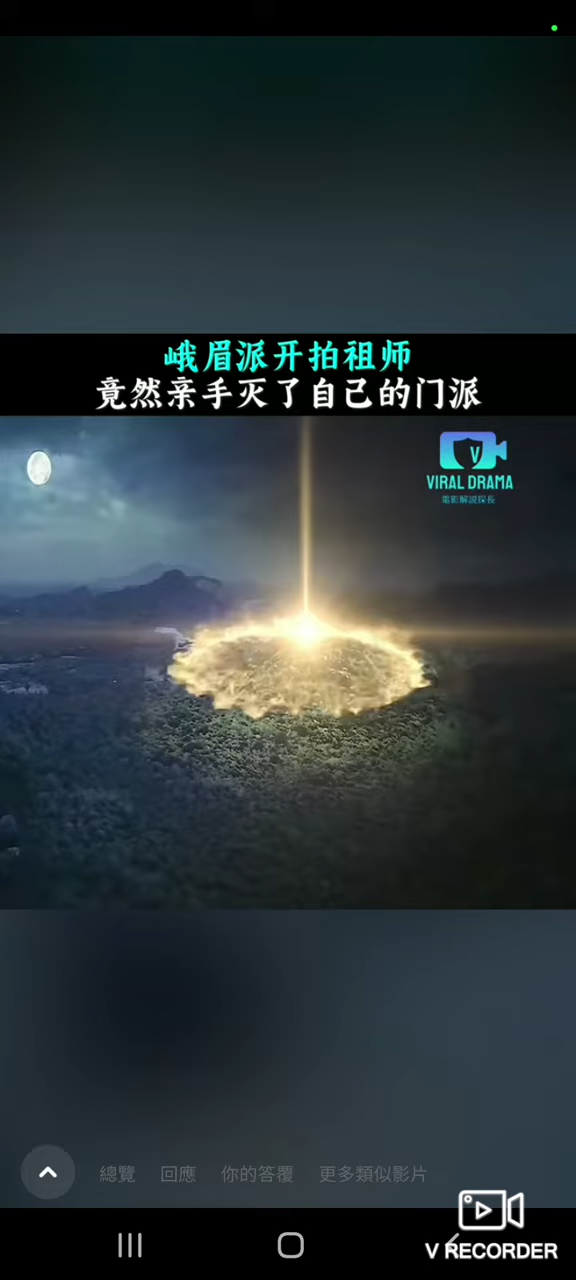 峨眉派开拍祖师
竟然亲手灭了自己的门派
V
VIRAL DRAMA
電影解說探長
總覽 回應 你的答覆 更多類似影片
V RECORDER